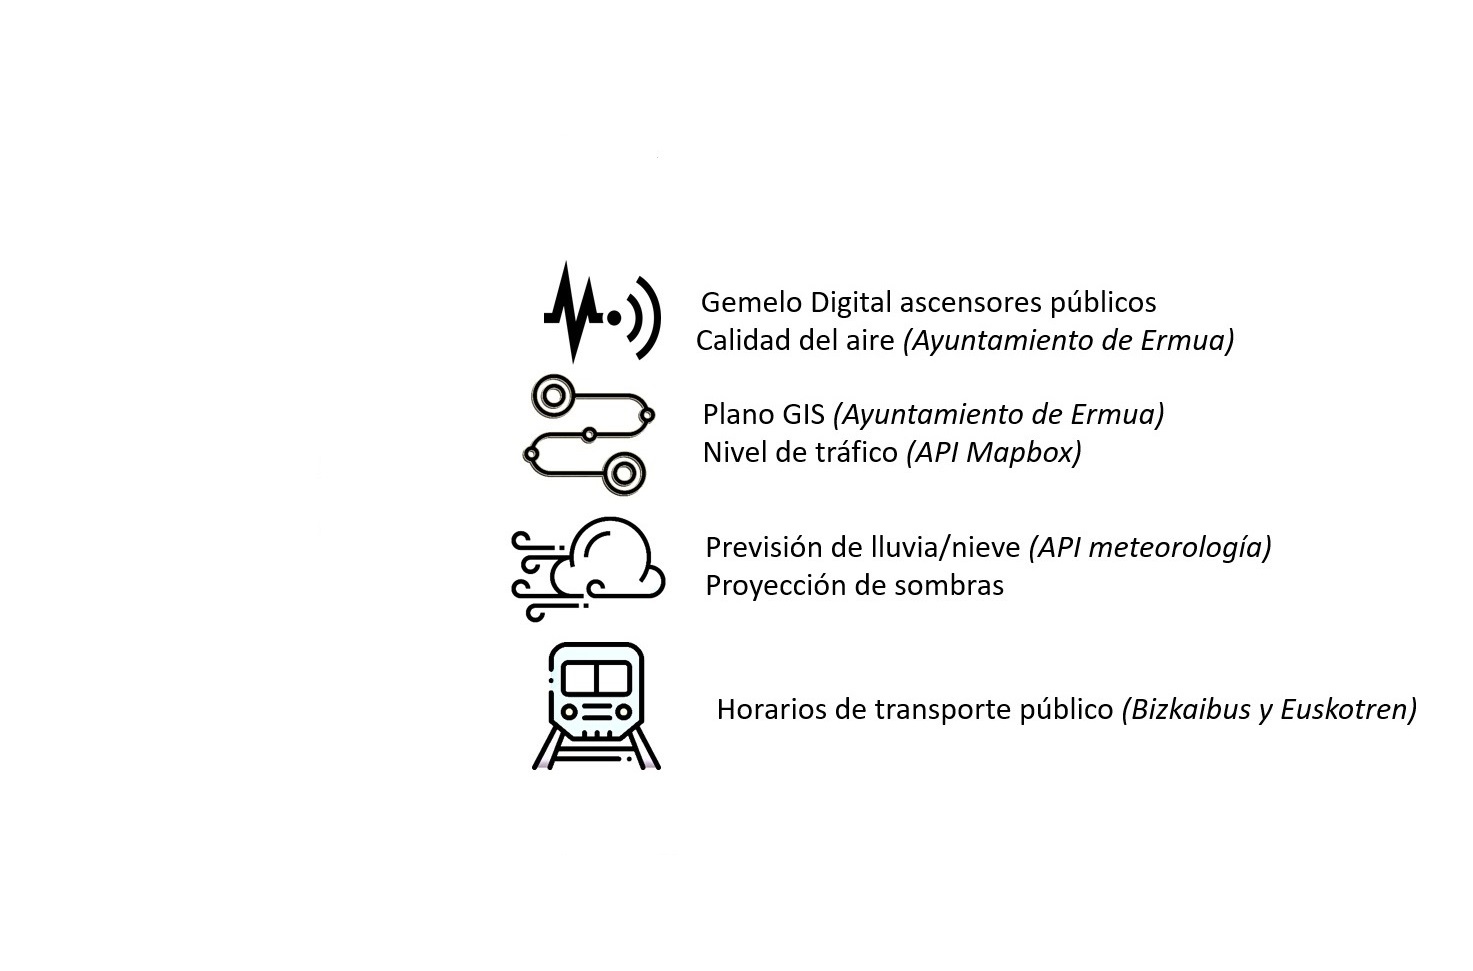 Gemelo Digital ascensores públicos
Calidad del aire (Ayuntamiento de Ermua)
Plano GIS (Ayuntamiento de Ermua)
Nivel de tráfico (API Mapbox)
Previsión de lluvia/nieve (API meteorología)
Proyección de sombras
Horarios de transporte público (Bizkaibus y Euskotren)